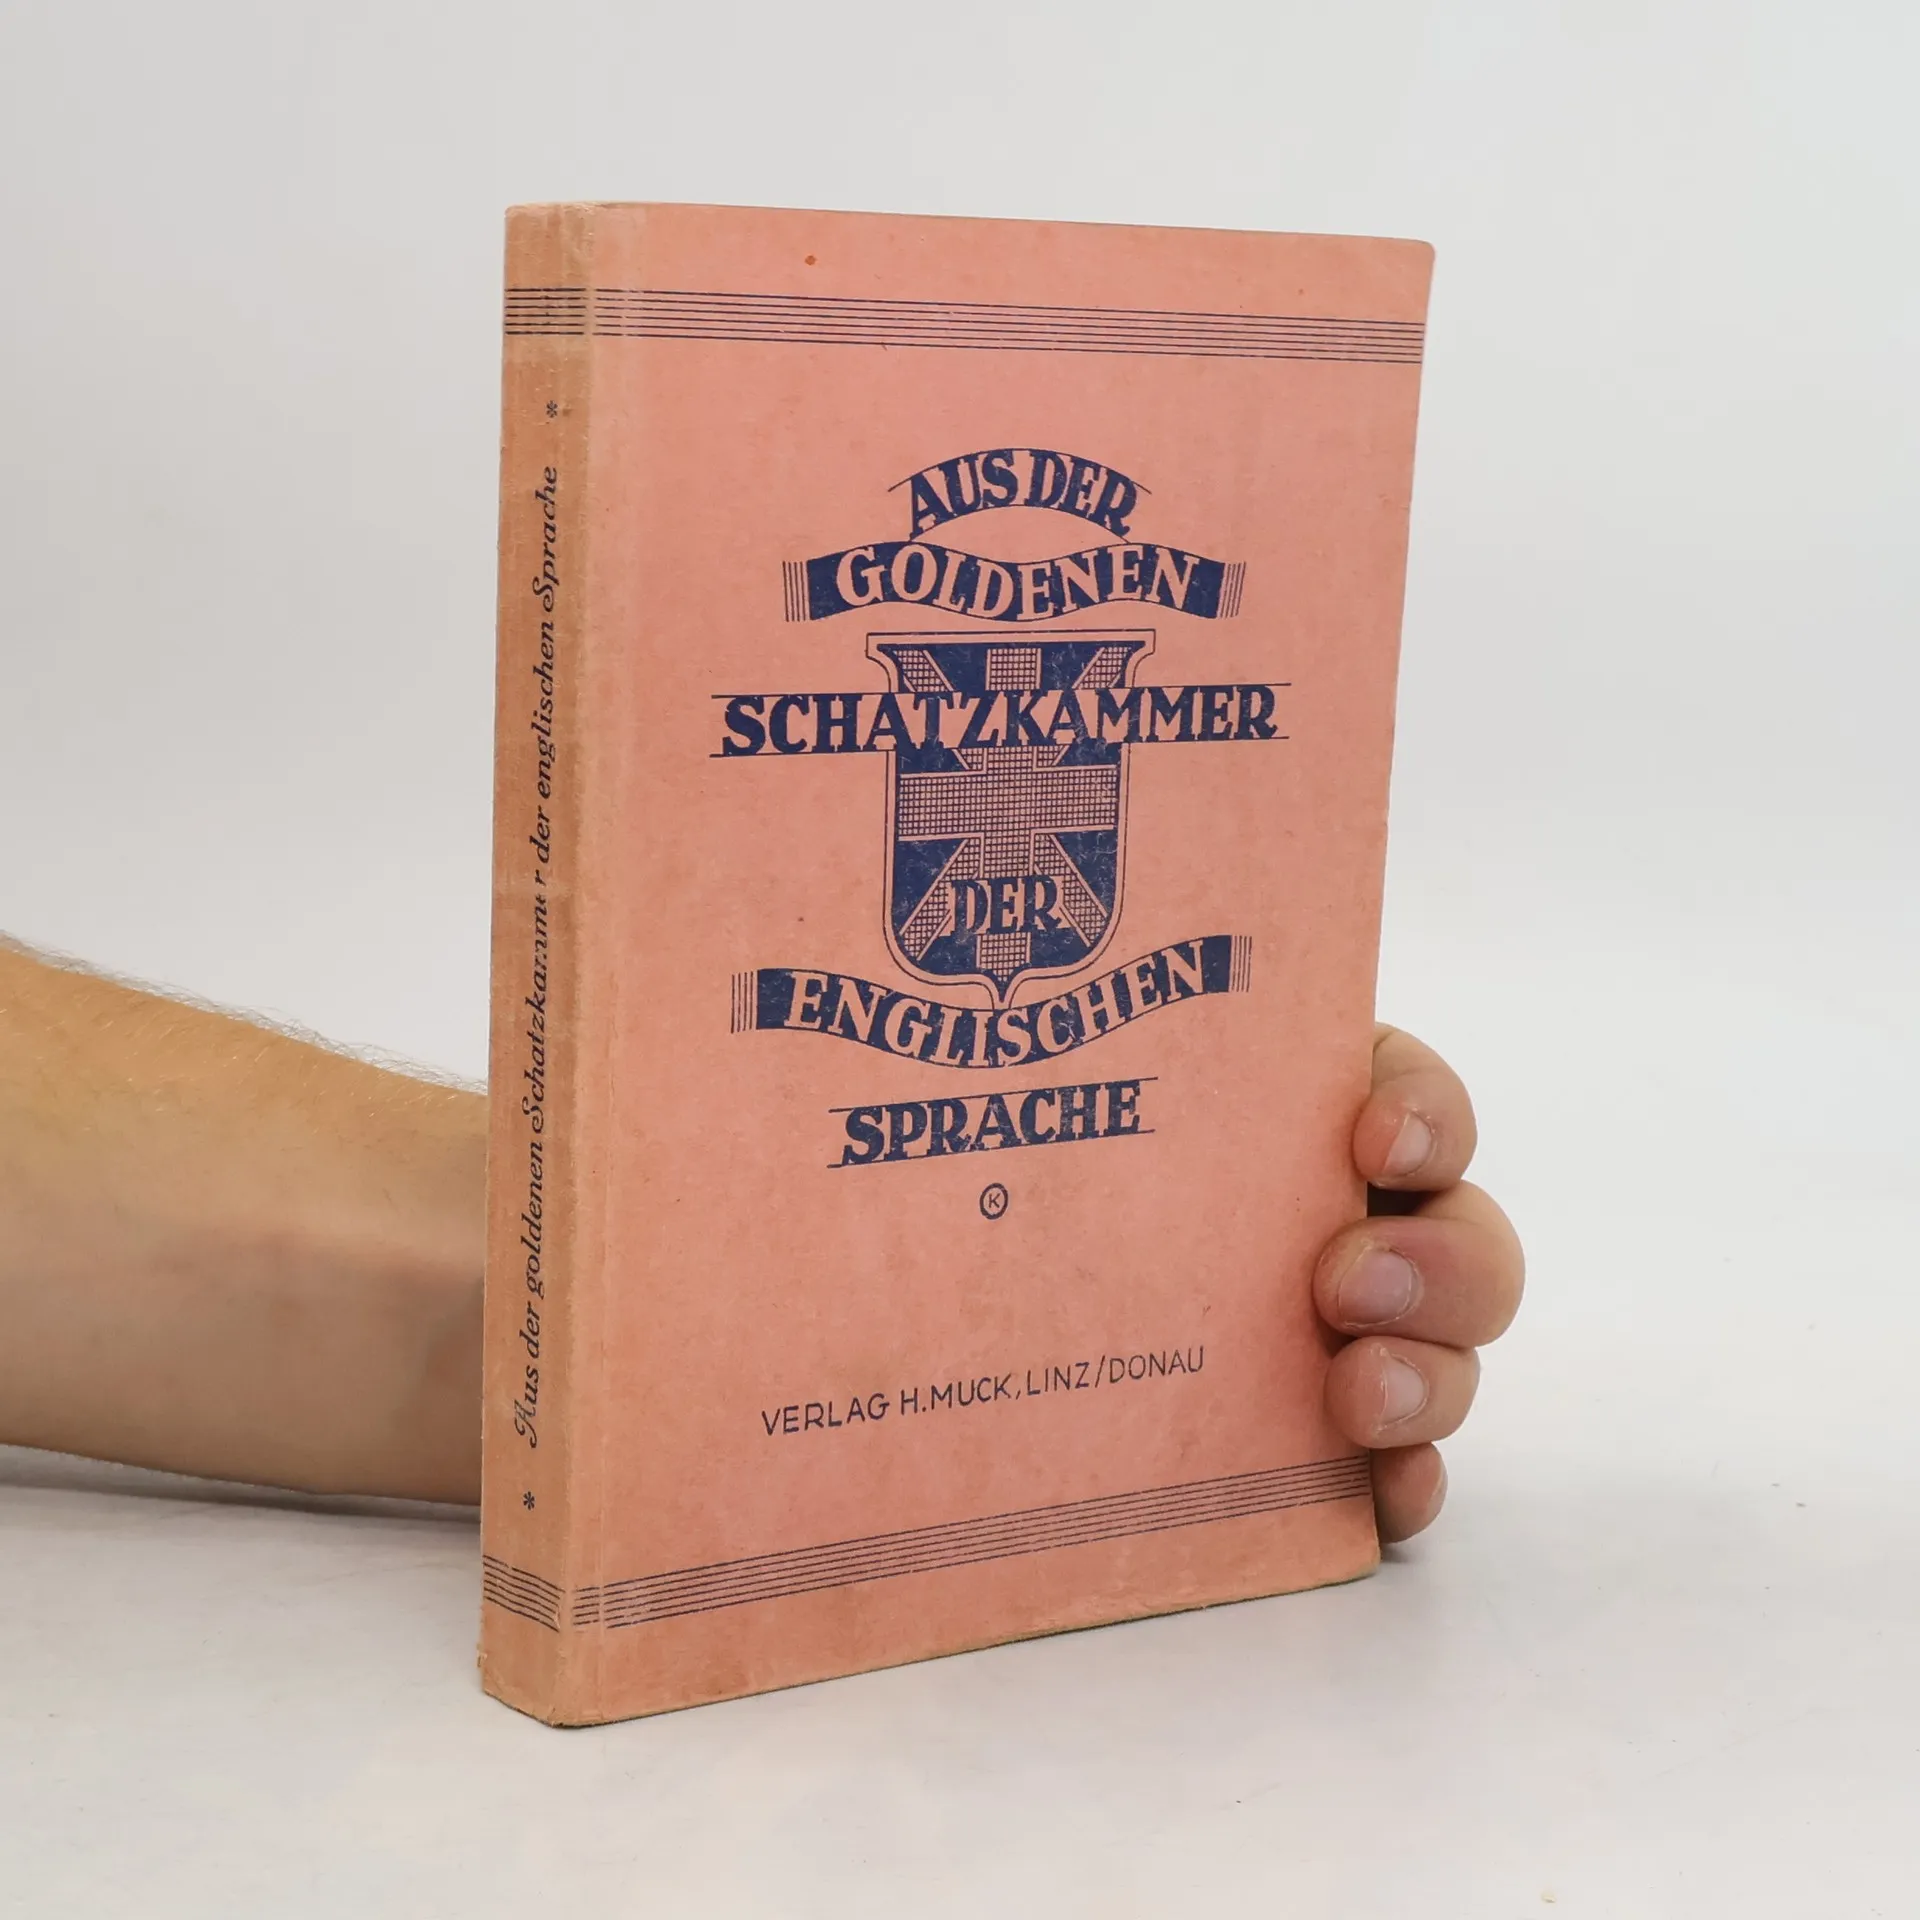 AUS DER
GOLDENEN
SCHATZKAMMER
DER
ENGLISCHEN
SPRACHE
K
VERLAG H. MUCK, LINZ/DONAU
* Aus der goldenen Schatzkammer der englischen Sprache *